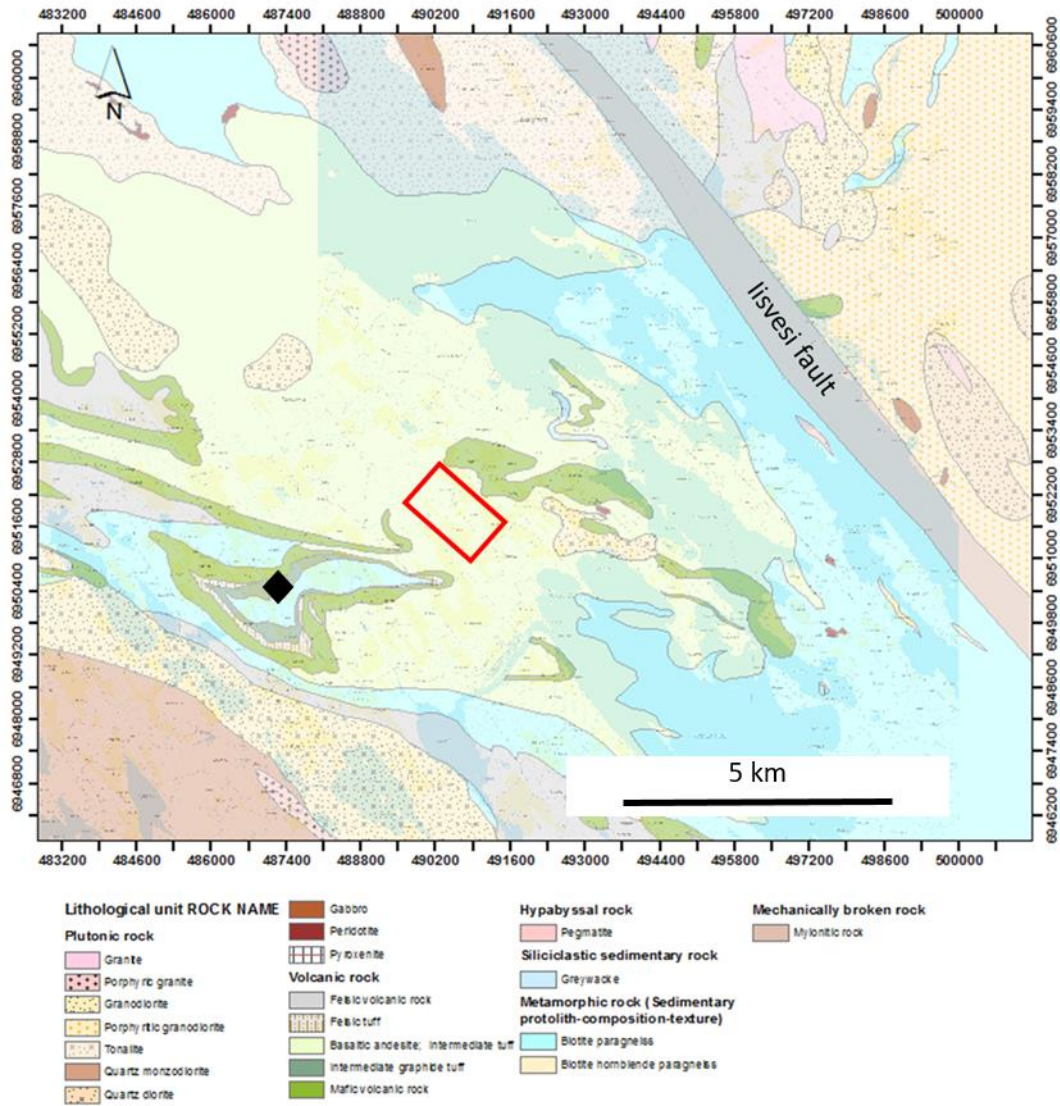 483200 484600 486000 487400 488800 490200 491600 493000 494400 495800 497200 498600 500000
6960600
6960000
6959400
6958800
6958200
6957600
6957000
6956400
6955800
6955200
6954600
6954000
6953400
6952800
6952200
6951600
6951000
6950400
6949800
6949200
6948600
6948000
6947400
6946800
6946200
N
Iisvesi fault
5 km
483200 484600 486000 487400 488800 490200 491600 493000 494400 495800 497200 498600 500000
Lithological unit ROCK NAME
Plutonic rock
Granite
Porphyric granite
Granodiorite
Porphyritic granodiorite
Tonalite
Quartz monzodiorite
Quartz diorite
Gabbro
Peridotite
Pyroxenite
Volcanic rock
Felsic volcanic rock
Felsic tuff
Basaltic andesite; Intermediate tuff
Intermediate graphide tuff
Mafic volcanic rock
Hypabyssal rock
Pegmatite
Siliciclastic sedimentary rock
Greywacke
Metamorphic rock (Sedimentary
protolith-composition-texture)
Biotite paragneiss
Biotite hornblende paragneiss
Mechanically broken rock
Mylonitic rock